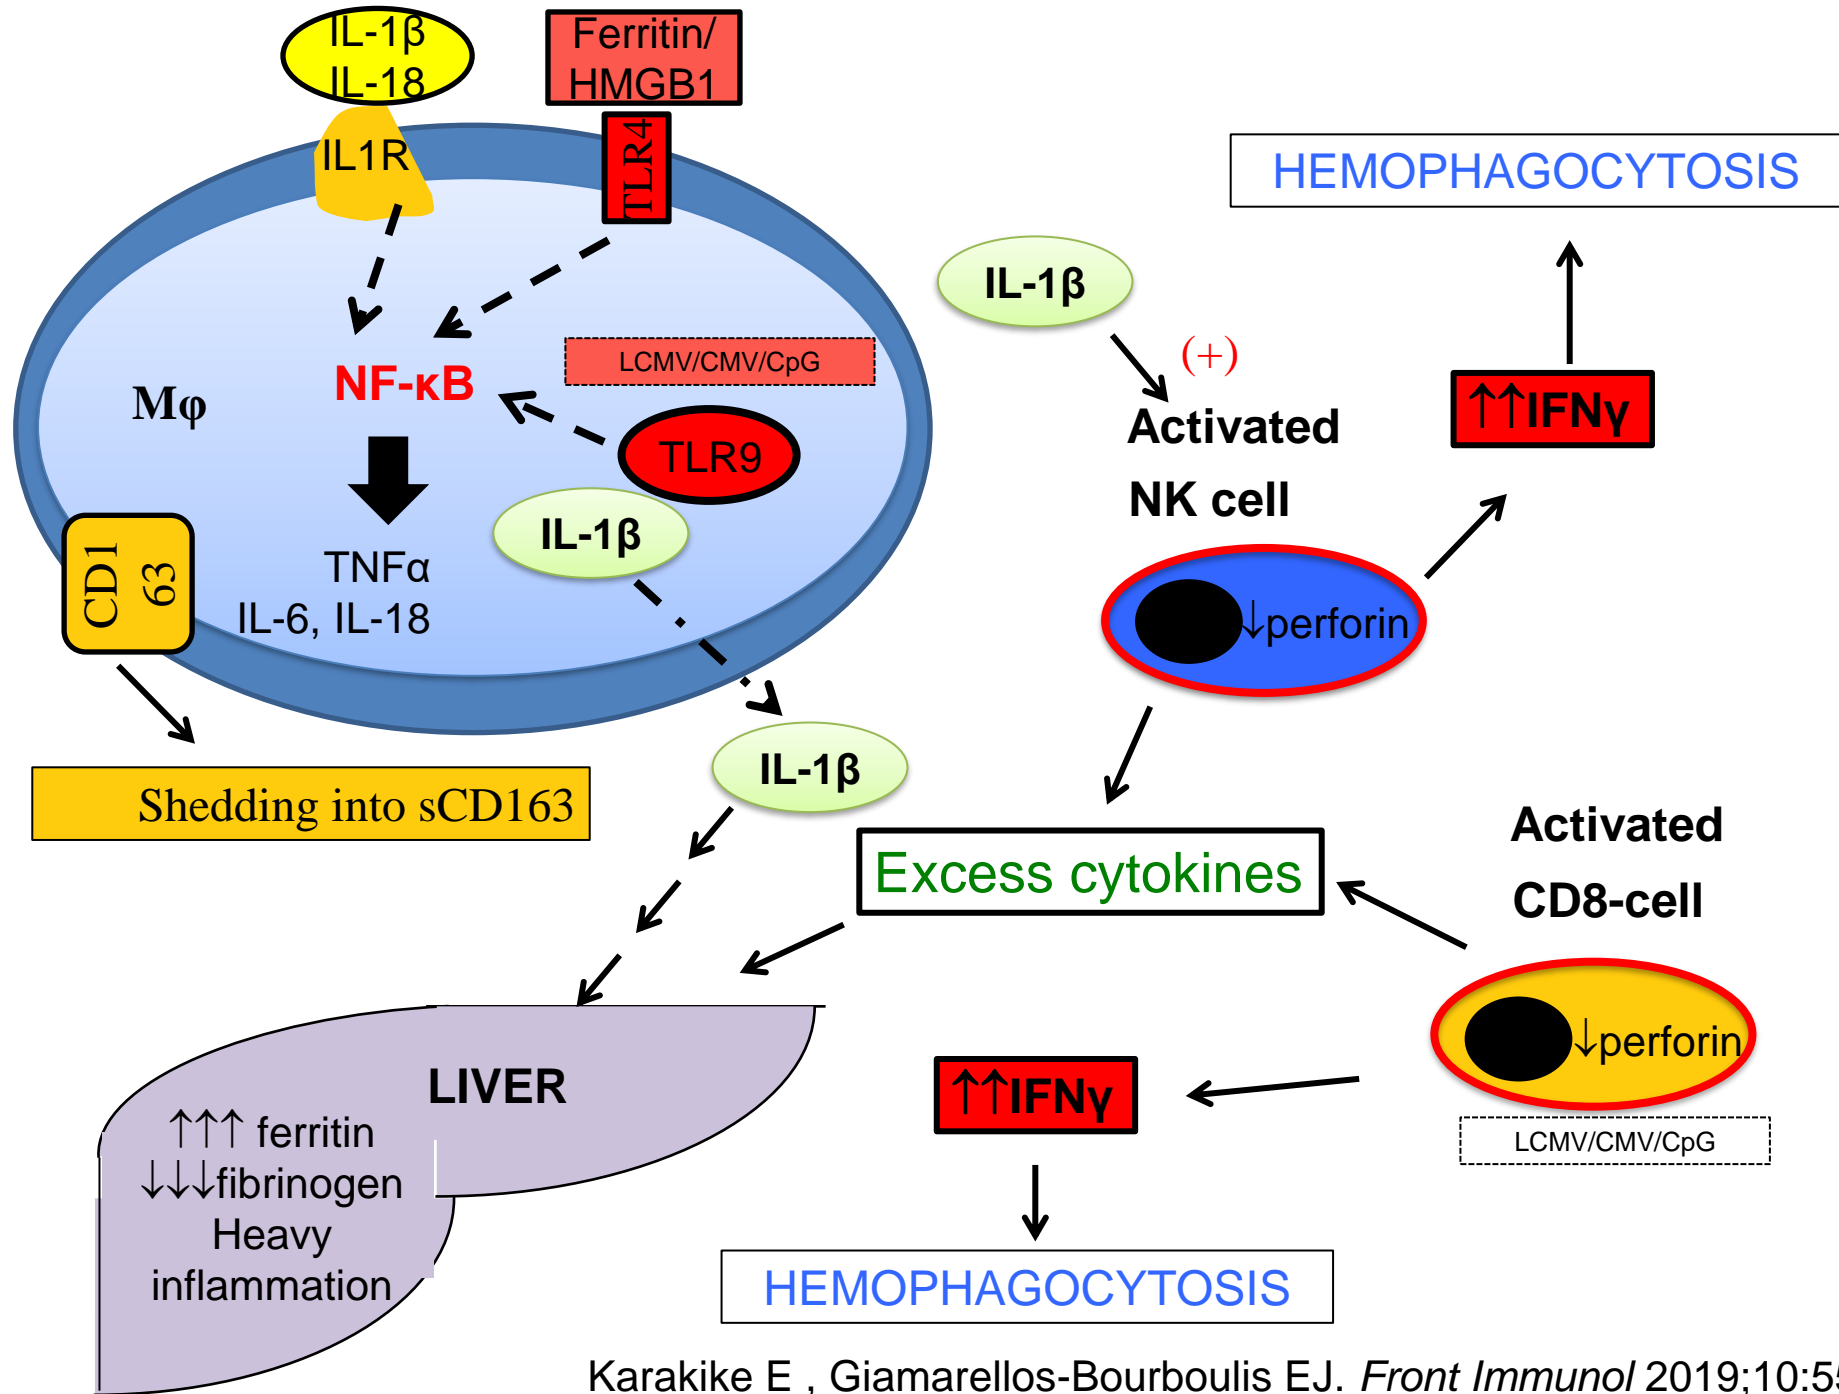 IL-1β
IL-18
Ferritin/
HMGB1
IL1R
TLR4
HEMOPHAGOCYTOSIS
IL-1β
(+)
LCMV/CMV/CpG
NF-κB
Mφ
↑↑IFNγ
Activated
NK cell
TLR9
IL-1β
CD1
63
TNFα
IL-6, IL-18
↓perforin
IL-1β
Shedding into sCD163
Excess cytokines
Activated
CD8-cell
↓perforin
LCMV/CMV/CpG
LIVER
↑↑↑ ferritin
↓↓↓fibrinogen
Heavy
inflammation
↑↑IFNγ
HEMOPHAGOCYTOSIS
Karakike E , Giamarellos-Bourboulis EJ. Front Immunol 2019;10:55